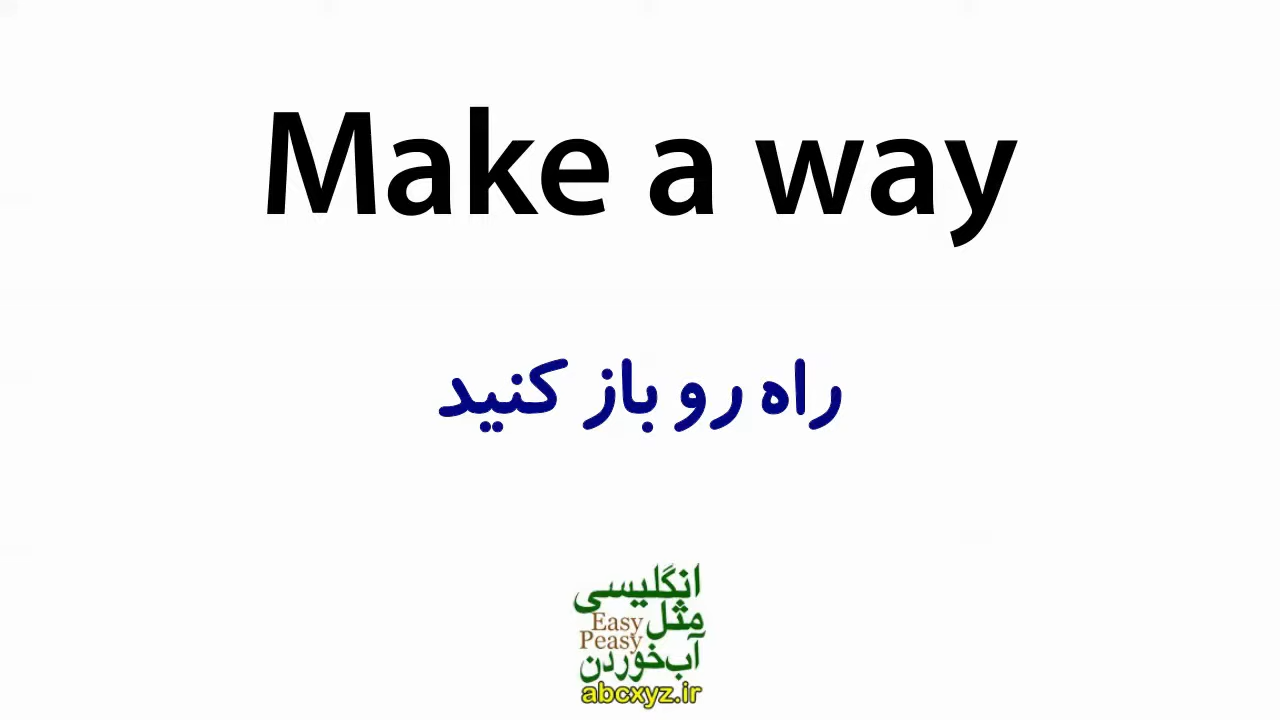 Make a way
راه رو باز کنید
انگلیسی
مثل Easy
Peasy
آب‌خوردن
abcxyz.ir